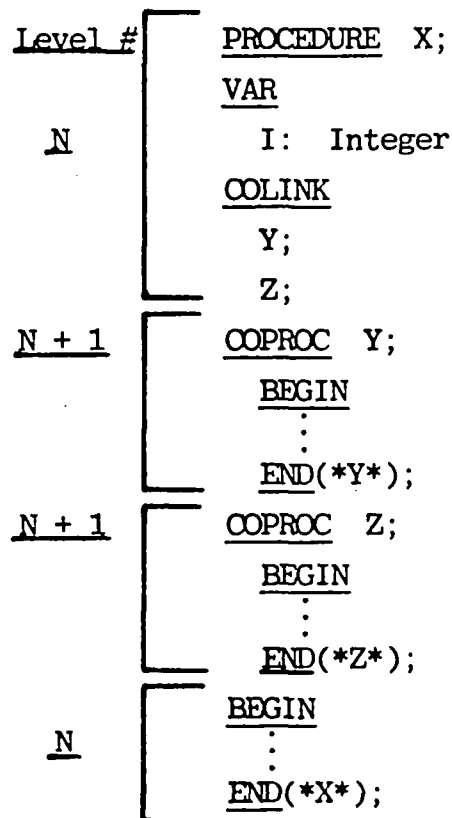 Level # PROCEDURE X;
VAR
N I: Integer
COLINK
Y;
Z;
N + 1 COPROC Y;
BEGIN
:
END(*Y*);
N + 1 COPROC Z;
BEGIN
:
END(*Z*);
BEGIN
N :
END(*X*);